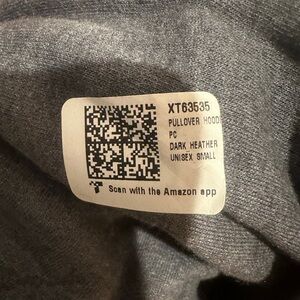 XT63535
PULLOVER HOOD
PC
DARK HEATHER
UNISEX SMALL
Scan with the Amazon app